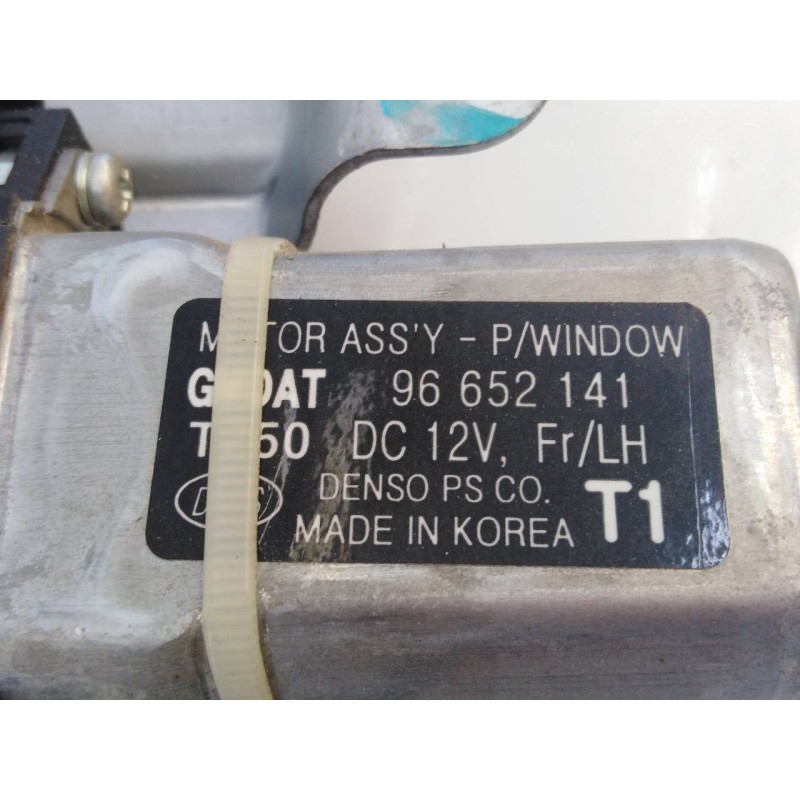 ASS'Y - P/WINDOW
96 652 141
DC 12V, Fr/LH
DENSO PS CO. T1
MADE IN KOREA